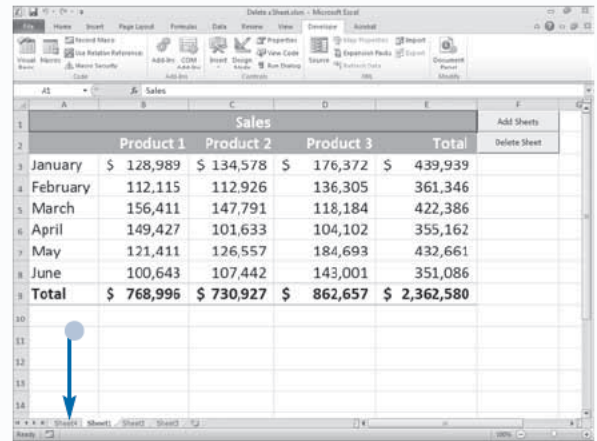 Delete a Sheet.xlsm - Microsoft Excel
File Home Insert Page Layout Formulas Data Review View Developer Acrobat
Visual Basic Macros Record Macro Use Relative References Macro Security Add-Ins COM Add-Ins Insert Design Mode Properties View Code Run Dialog Source Map Properties Expansion Packs Refresh Data Import Export Document Panel
Code Add-Ins Controls XML Modify
A1 fx Sales
A B C D E F G
1 Sales Add Sheets
2 Product 1 Product 2 Product 3 Total Delete Sheet
3 January $ 128,989 $ 134,578 $ 176,372 $ 439,939
4 February 112,115 112,926 136,305 361,346
5 March 156,411 147,791 118,184 422,386
6 April 149,427 101,633 104,102 355,162
7 May 121,411 126,557 184,693 432,661
8 June 100,643 107,442 143,001 351,086
9 Total $ 768,996 $ 730,927 $ 862,657 $ 2,362,580
10
11
12
13
14
Sheet4 Sheet1 Sheet2 Sheet3
Ready 100%